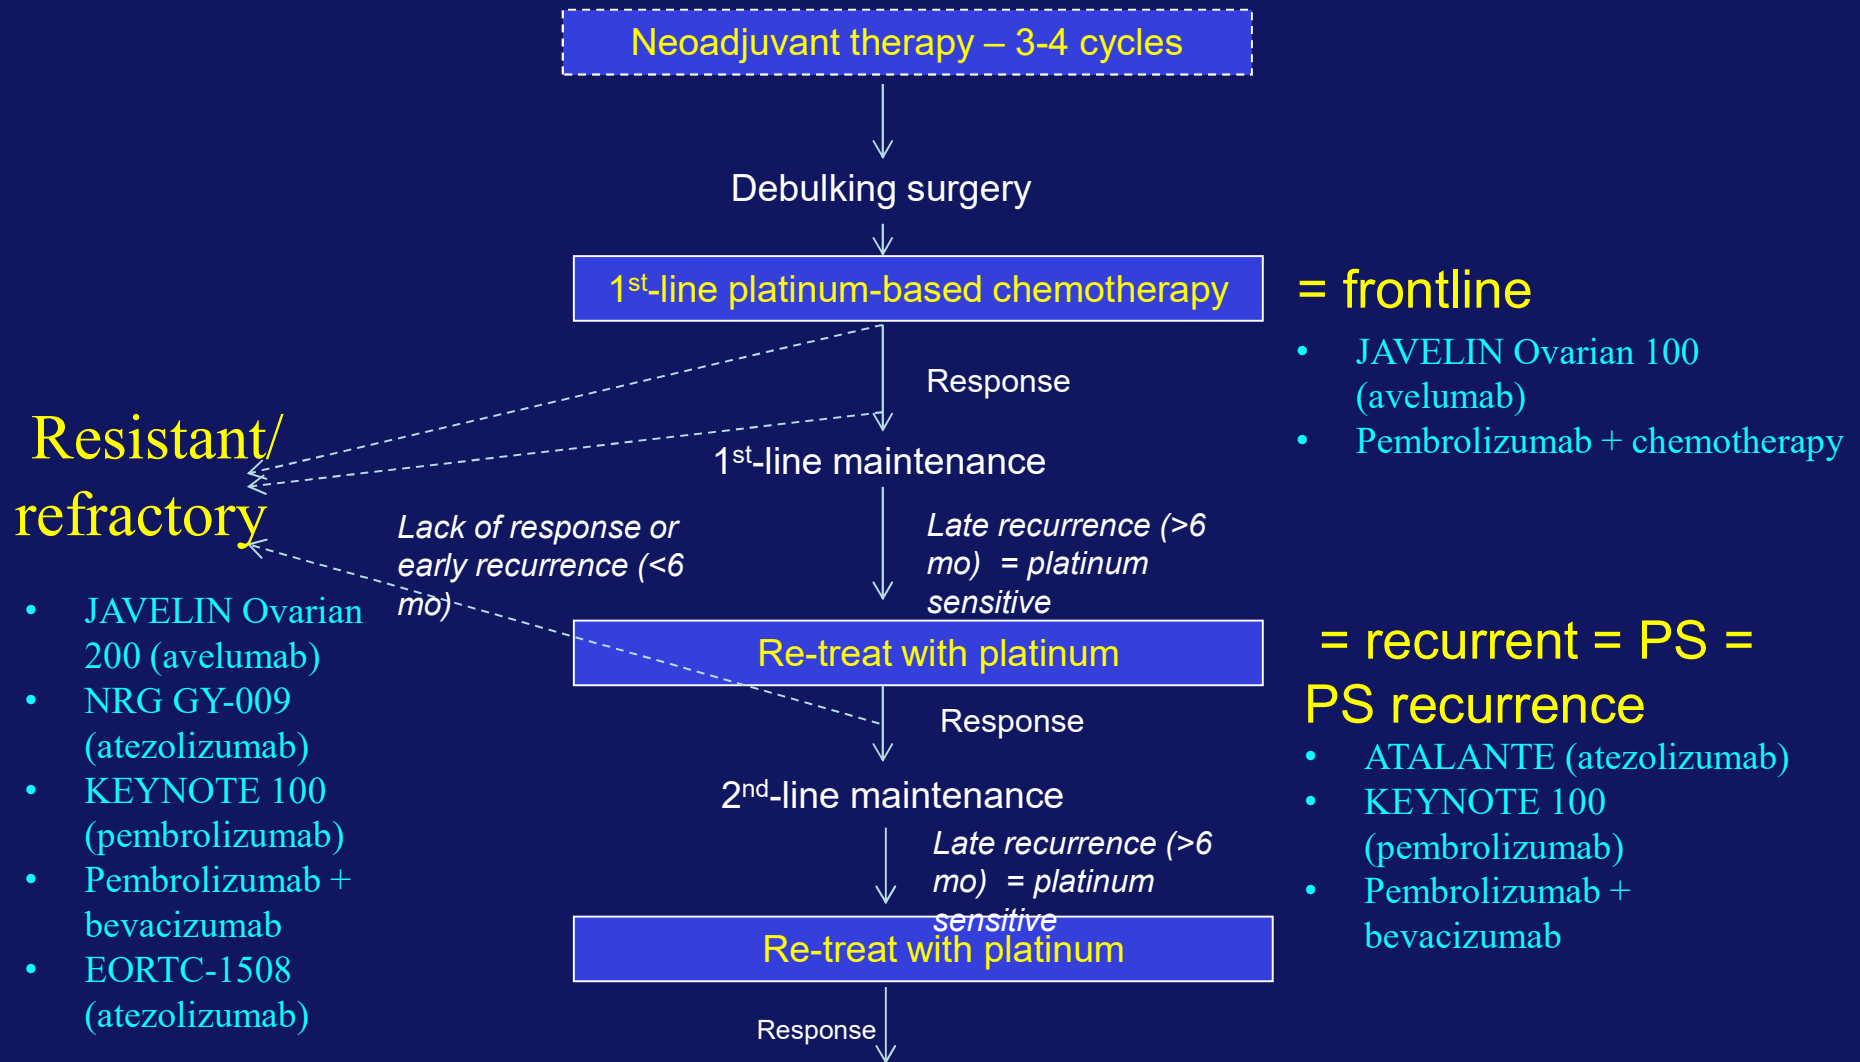 Neoadjuvant therapy – 3-4 cycles
Debulking surgery
1st-line platinum-based chemotherapy
= frontline
• JAVELIN Ovarian 100
(avelumab)
• Pembrolizumab + chemotherapy
Response
1st-line maintenance
Resistant/
refractory
Lack of response or
early recurrence (<6
mo)
Late recurrence (>6
mo)  = platinum
sensitive
• JAVELIN Ovarian
200 (avelumab)
• NRG GY-009
(atezolizumab)
• KEYNOTE 100
(pembrolizumab)
• Pembrolizumab +
bevacizumab
• EORTC-1508
(atezolizumab)
Re-treat with platinum
= recurrent = PS =
PS recurrence
• ATALANTE (atezolizumab)
• KEYNOTE 100
(pembrolizumab)
• Pembrolizumab +
bevacizumab
Response
2nd-line maintenance
Late recurrence (>6
mo)  = platinum
sensitive
Re-treat with platinum
Response